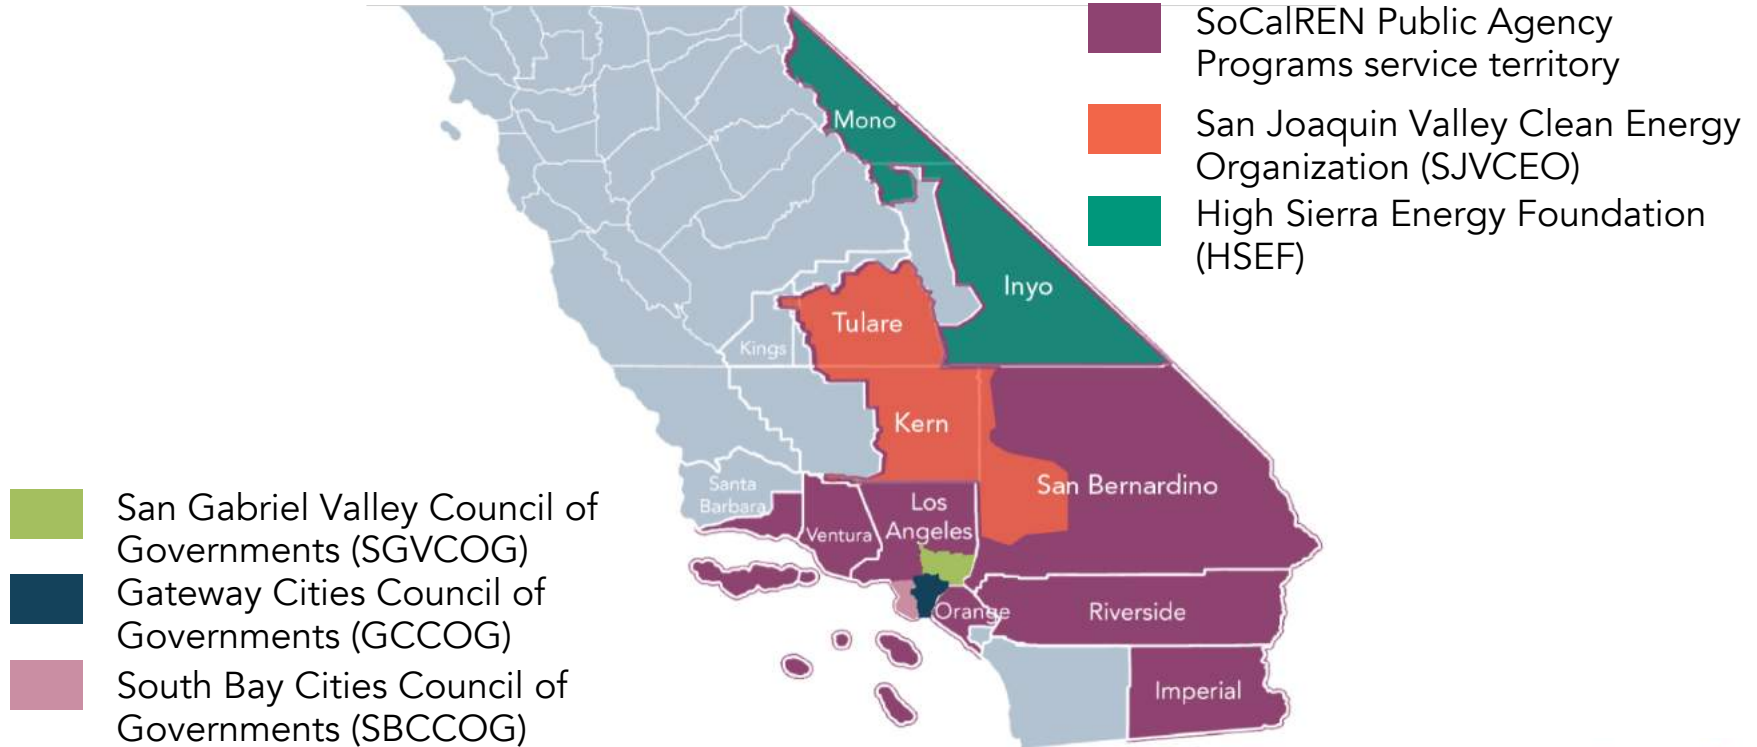 SoCalREN Public Agency
Programs service territory
San Joaquin Valley Clean Energy
Organization (SJVCEO)
High Sierra Energy Foundation
(HSEF)
Mono
Inyo
Tulare
Kings
Kern
San Bernardino
Santa
Barbara
Ventura
Los
Angeles
Orange
Riverside
Imperial
San Gabriel Valley Council of
Governments (SGVCOG)
Gateway Cities Council of
Governments (GCCOG)
South Bay Cities Council of
Governments (SBCCOG)